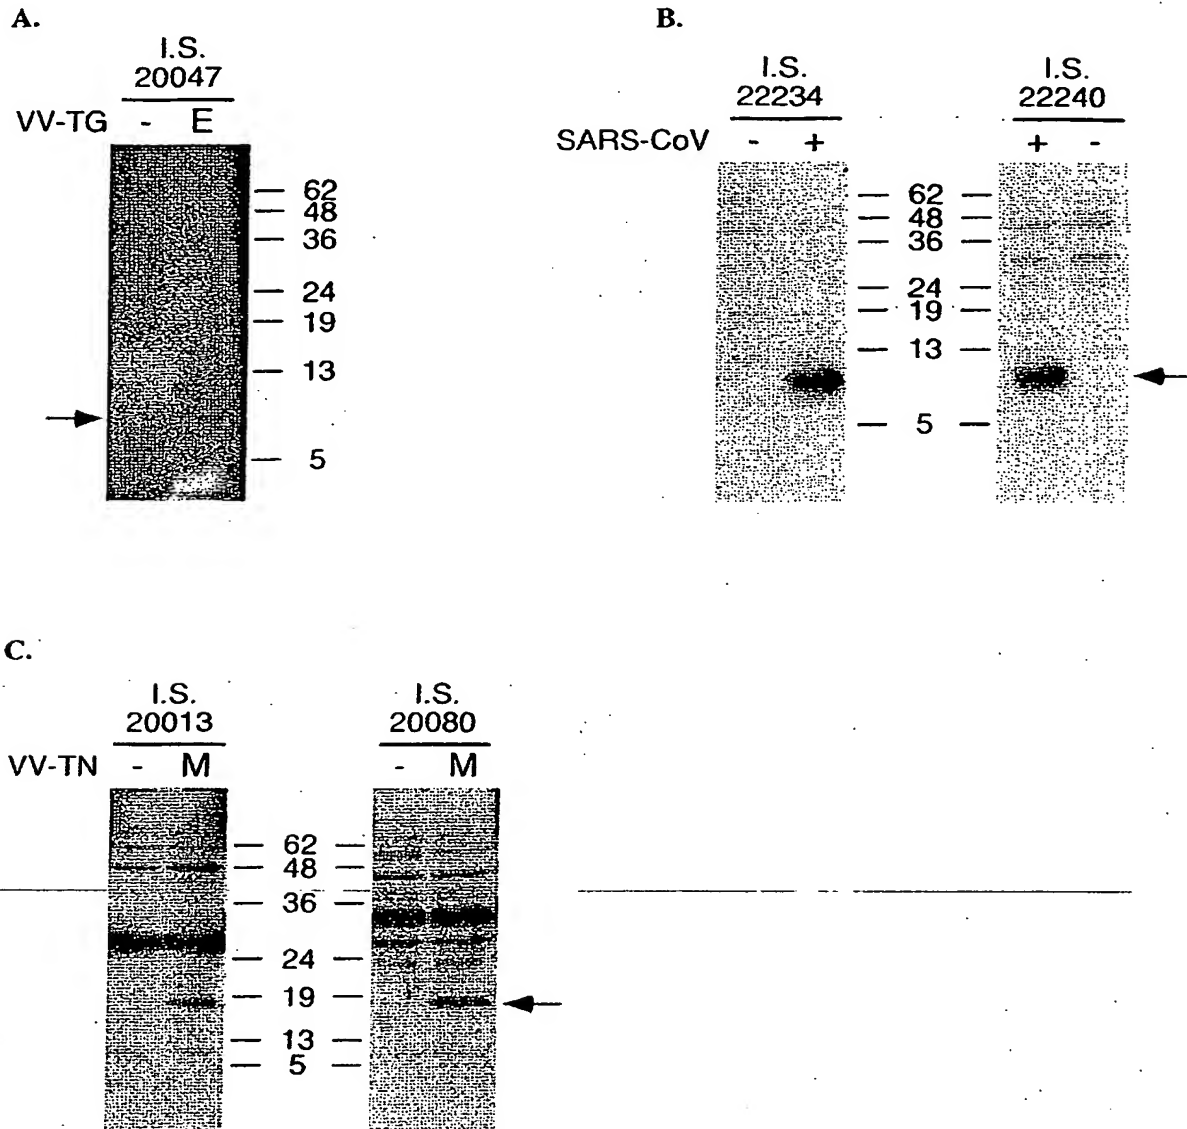 A.
I.S.
20047
VV-TG - E
62
48
36
24
19
13
5
B.
I.S.
22234
I.S.
22240
SARS-CoV - + + -
62
48
36
24
19
13
5
C.
I.S.
20013
I.S.
20080
VV-TN - M - M
62
48
36
24
19
13
5